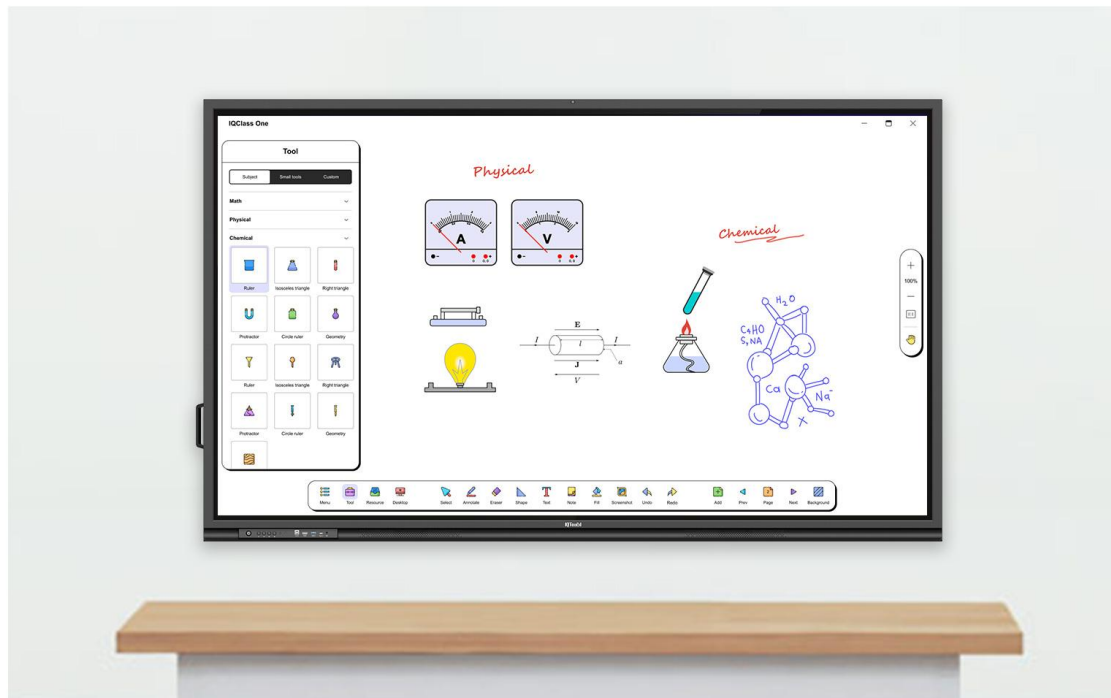 IQClass One
Tool
Subject Small tools Custom
Math
Physical
Chemical
Ruler Isosceles triangle Right triangle
Protractor Circle ruler Geometry
Ruler Isosceles triangle Right triangle
Protractor Circle ruler Geometry
Physical
A
V
E
I l I
J a
V
Chemical
H₂O
Ca
Na⁻
X
100%
Menu Tool Resource Desktop Select Annotate Eraser Shape Text Note Fill Screenshot Undo Redo Add Prev Page Next Background
IQTouch